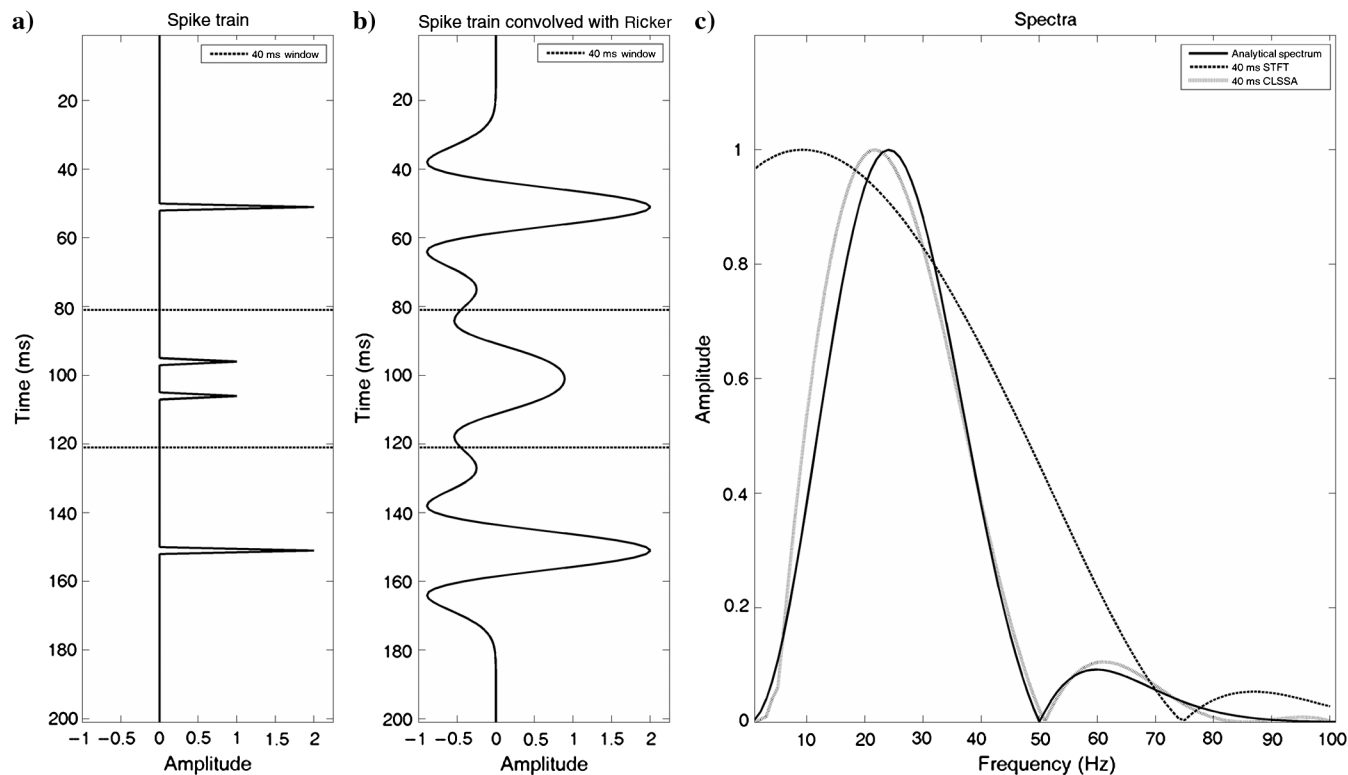 a) Spike train
40 ms window
20
40
60
80
100
120
140
160
180
200
−1 −0.5 0 0.5 1 1.5 2
Time (ms)
Amplitude
b) Spike train convolved with Ricker
40 ms window
20
40
60
80
100
120
140
160
180
200
−1 −0.5 0 0.5 1 1.5 2
Time (ms)
Amplitude
c) Spectra
Analytical spectrum
40 ms STFT
40 ms CLSSA
1
0.8
0.6
0.4
0.2
0
10 20 30 40 50 60 70 80 90 100
Amplitude
Frequency (Hz)